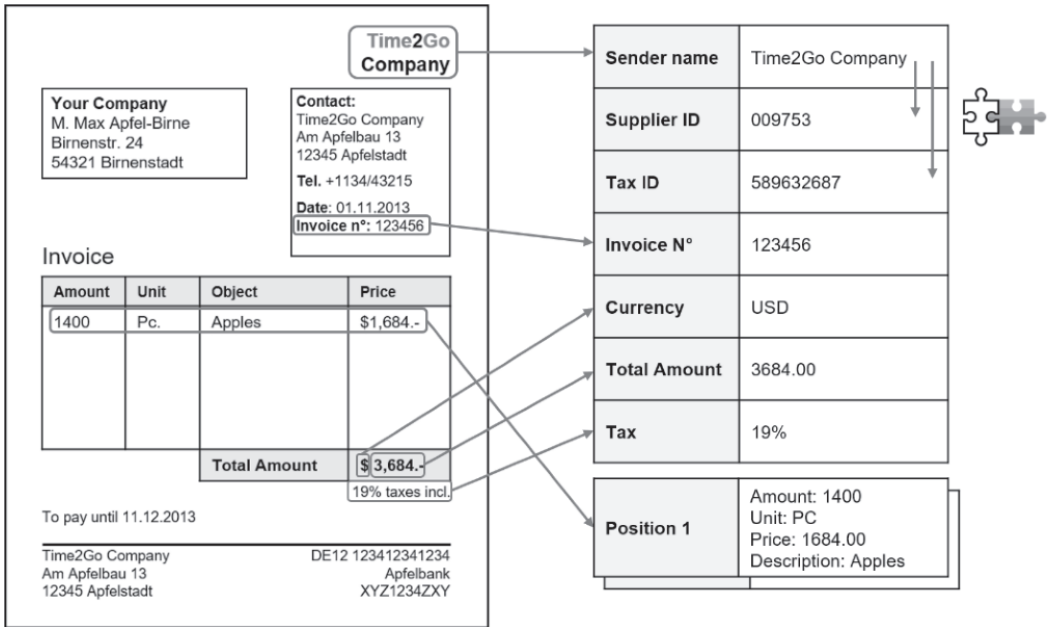 Time2Go
Company
Your Company
M. Max Apfel-Birne
Birnenstr. 24
54321 Birnenstadt
Contact:
Time2Go Company
Am Apfelbau 13
12345 Apfelstadt
Tel. +1134/43215
Date: 01.11.2013
Invoice n°: 123456
Invoice
Amount Unit Object Price
1400 Pc. Apples $1,684.-
Total Amount $ 3,684.-
19% taxes incl.
To pay until 11.12.2013
Time2Go Company DE12 123412341234
Am Apfelbau 13 Apfelbank
12345 Apfelstadt XYZ1234ZXY
Sender name Time2Go Company
Supplier ID 009753
Tax ID 589632687
Invoice N° 123456
Currency USD
Total Amount 3684.00
Tax 19%
Position 1
Amount: 1400
Unit: PC
Price: 1684.00
Description: Apples